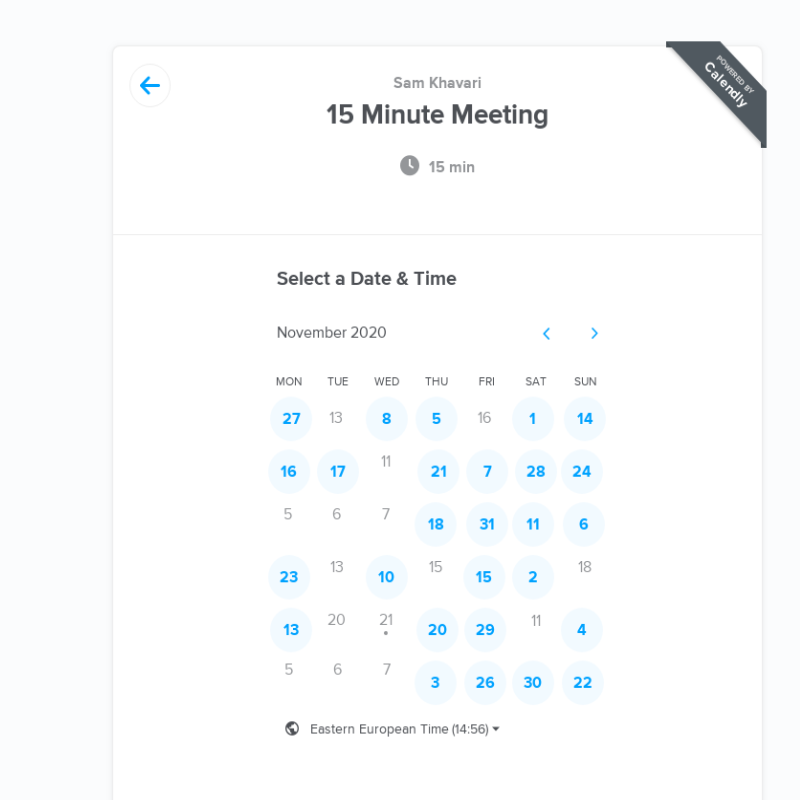 POWERED BY
Calendly
Sam Khavari
15 Minute Meeting
15 min
Select a Date & Time
November 2020
MON TUE WED THU FRI SAT SUN
27 13 8 5 16 1 14
16 17 11 21 7 28 24
5 6 7 18 31 11 6
23 13 10 15 15 2 18
13 20 21 20 29 11 4
5 6 7 3 26 30 22
Eastern European Time (14:56)